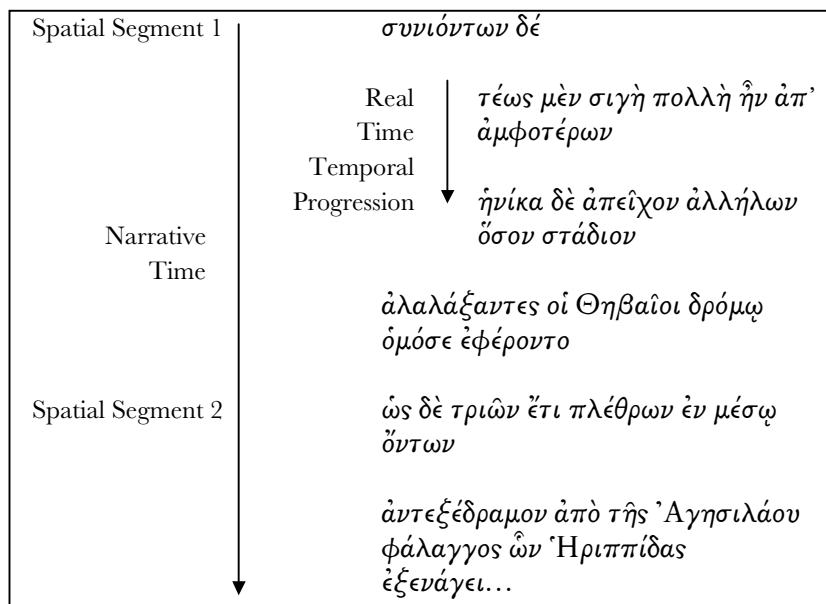 Spatial Segment 1
συνιόντων δέ
Real
Time
Temporal
Progression
τέως μὲν σιγὴ πολλὴ ἦν ἀπ’
ἀμφοτέρων
ἡνίκα δὲ ἀπεῖχον ἀλλήλων
ὅσον στάδιον
Narrative
Time
ἀλαλάξαντες οἱ Θηβαῖοι δρόμῳ
ὁμόσε ἐφέροντο
Spatial Segment 2
ὡς δὲ τριῶν ἔτι πλέθρων ἐν μέσῳ
ὄντων
ἀντεξέδραμον ἀπὸ τῆς Ἀγησιλάου
φάλαγγος ὧν Ἡριππίδας
ἐξενάγει…